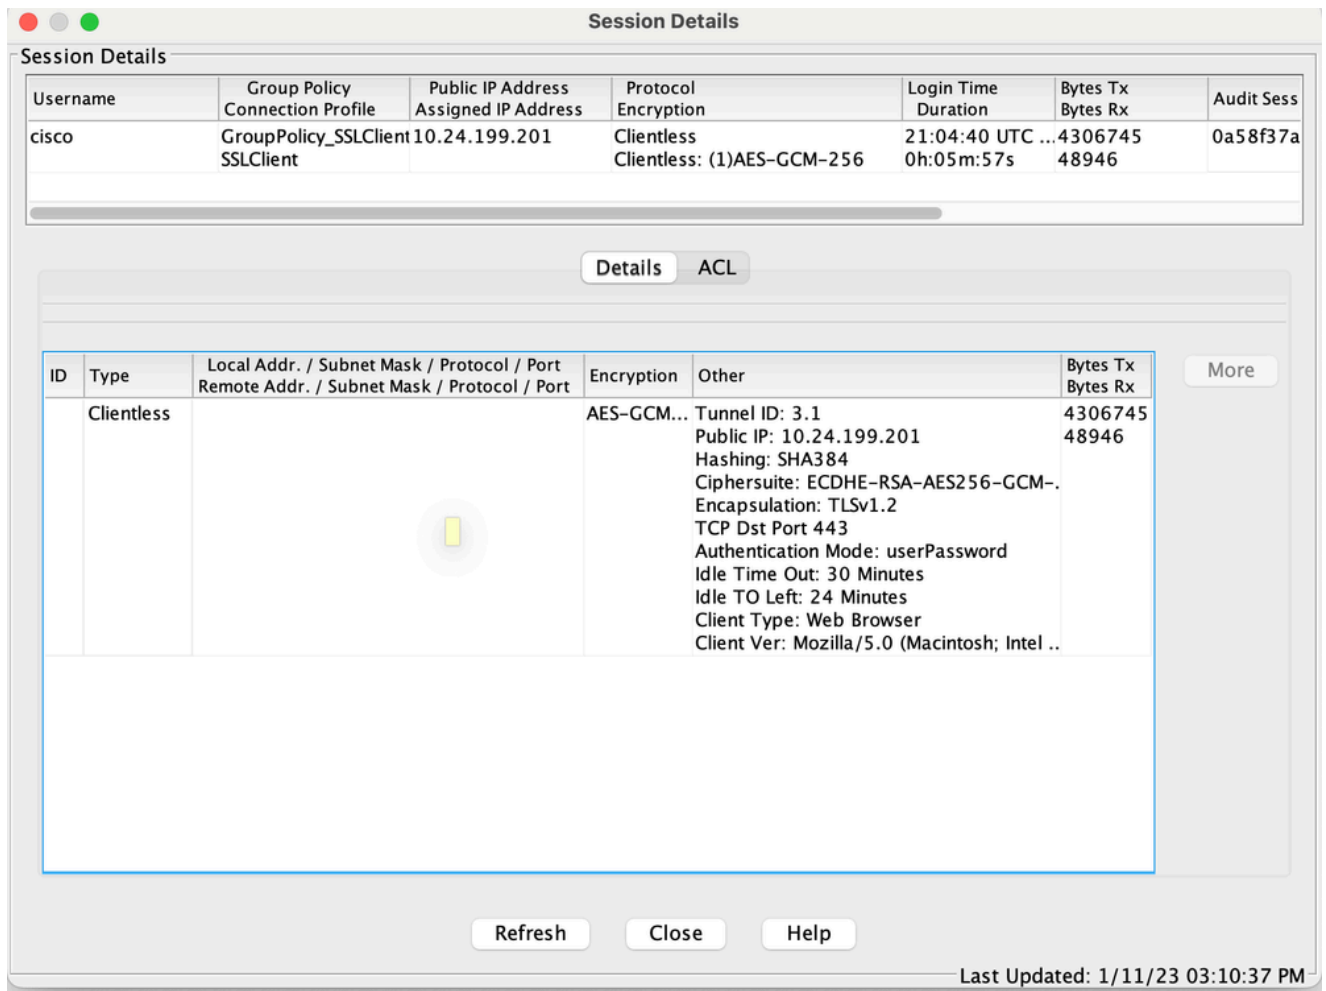 Session Details
Session Details
Username
Group Policy
Connection Profile
Public IP Address
Assigned IP Address
Protocol
Encryption
Login Time
Duration
Bytes Tx
Bytes Rx
Audit Sess
cisco
GroupPolicy_SSLClient
SSLClient
10.24.199.201
Clientless
Clientless: (1)AES-GCM-256
21:04:40 UTC ...
0h:05m:57s
4306745
48946
0a58f37a
Details
ACL
ID
Type
Local Addr. / Subnet Mask / Protocol / Port
Remote Addr. / Subnet Mask / Protocol / Port
Encryption
Other
Bytes Tx
Bytes Rx
More
Clientless
AES-GCM...
Tunnel ID: 3.1
Public IP: 10.24.199.201
Hashing: SHA384
Ciphersuite: ECDHE-RSA-AES256-GCM-.
Encapsulation: TLSv1.2
TCP Dst Port 443
Authentication Mode: userPassword
Idle Time Out: 30 Minutes
Idle TO Left: 24 Minutes
Client Type: Web Browser
Client Ver: Mozilla/5.0 (Macintosh; Intel ..
4306745
48946
Refresh
Close
Help
Last Updated: 1/11/23 03:10:37 PM